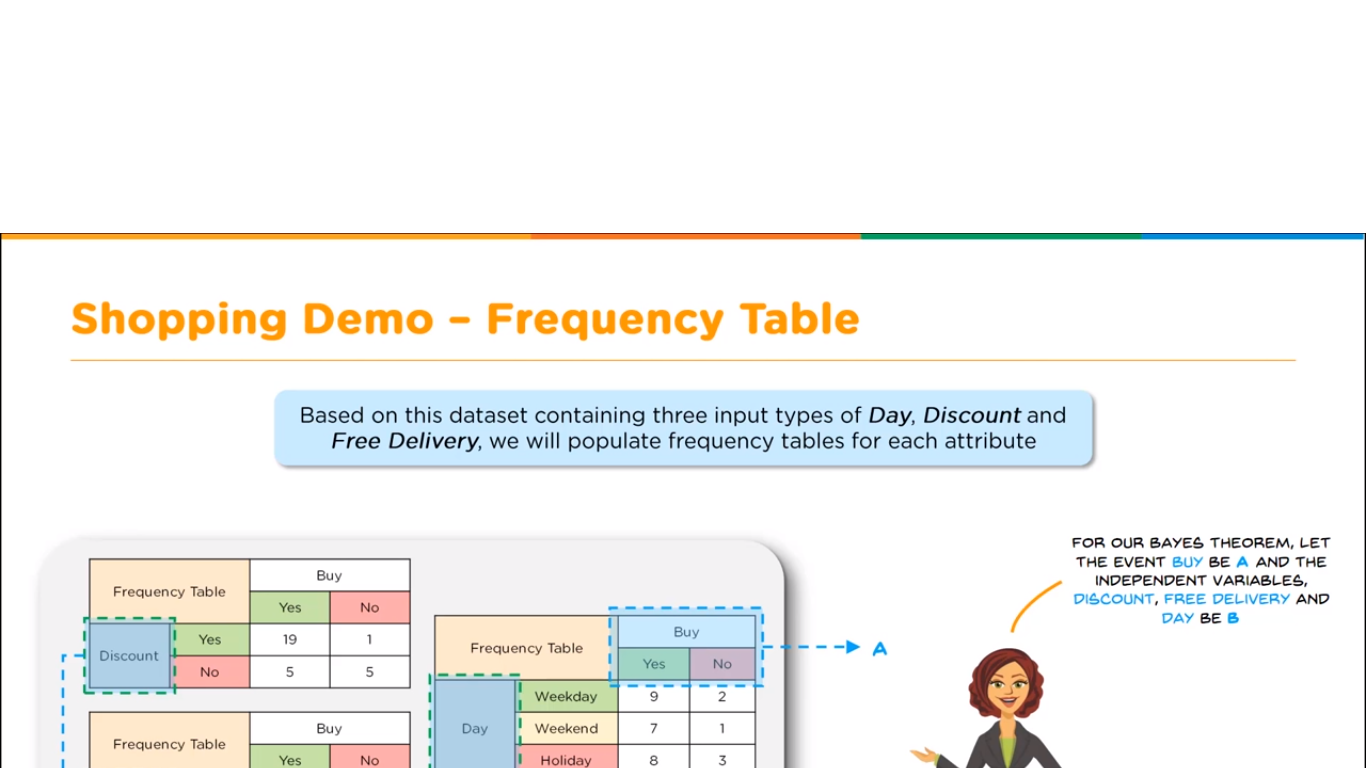 Shopping Demo – Frequency Table
Based on this dataset containing three input types of Day, Discount and
Free Delivery, we will populate frequency tables for each attribute
Frequency Table
Buy
Yes No
Discount
Yes 19 1
No 5 5
Frequency Table
Buy
Yes No
Frequency Table
Buy
Yes No
Day
Weekday 9 2
Weekend 7 1
Holiday 8 3
A
FOR OUR BAYES THEOREM, LET
THE EVENT BUY BE A AND THE
INDEPENDENT VARIABLES,
DISCOUNT, FREE DELIVERY AND
DAY BE B